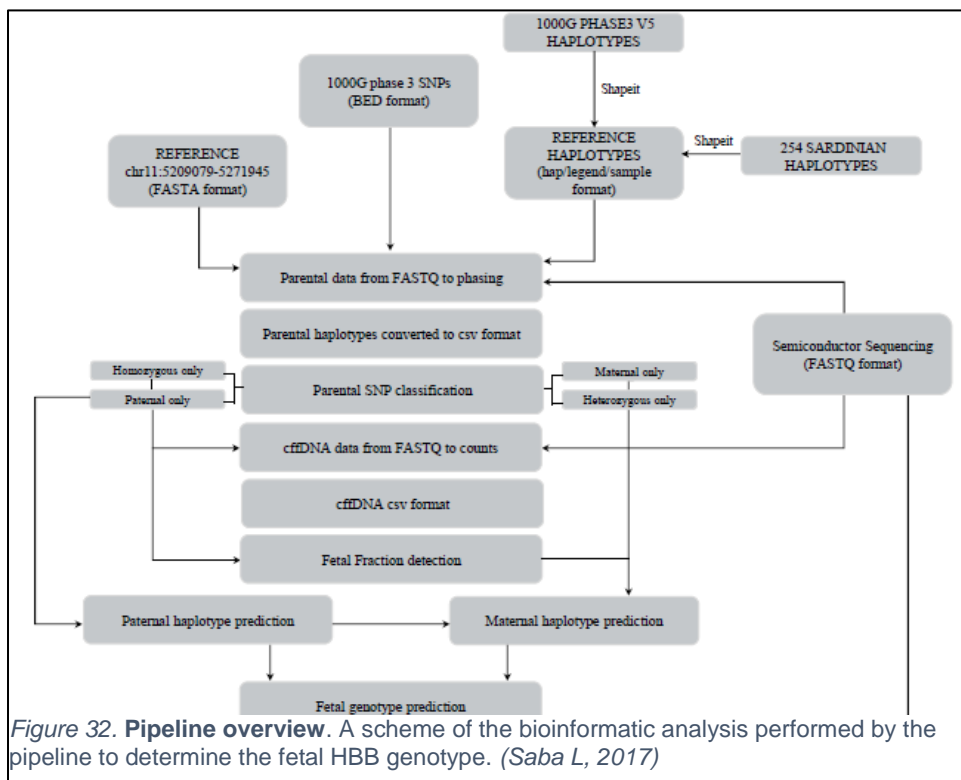 1000G PHASE3 V5
HAPLOTYPES
1000G phase 3 SNPs
(BED format)
Shapeit
REFERENCE
chr11:5209079-5271945
(FASTA format)
REFERENCE
HAPLOTYPES
(hap/legend/sample
format)
Shapeit
254 SARDINIAN
HAPLOTYPES
Parental data from FASTQ to phasing
Parental haplotypes converted to csv format
Semiconductor Sequencing
(FASTQ format)
Homozygous only
Paternal only
Parental SNP classification
Maternal only
Heterozygous only
cffDNA data from FASTQ to counts
cffDNA csv format
Fetal Fraction detection
Paternal haplotype prediction
Maternal haplotype prediction
Fetal genotype prediction
Figure 32. Pipeline overview. A scheme of the bioinformatic analysis performed by the
pipeline to determine the fetal HBB genotype. (Saba L, 2017)